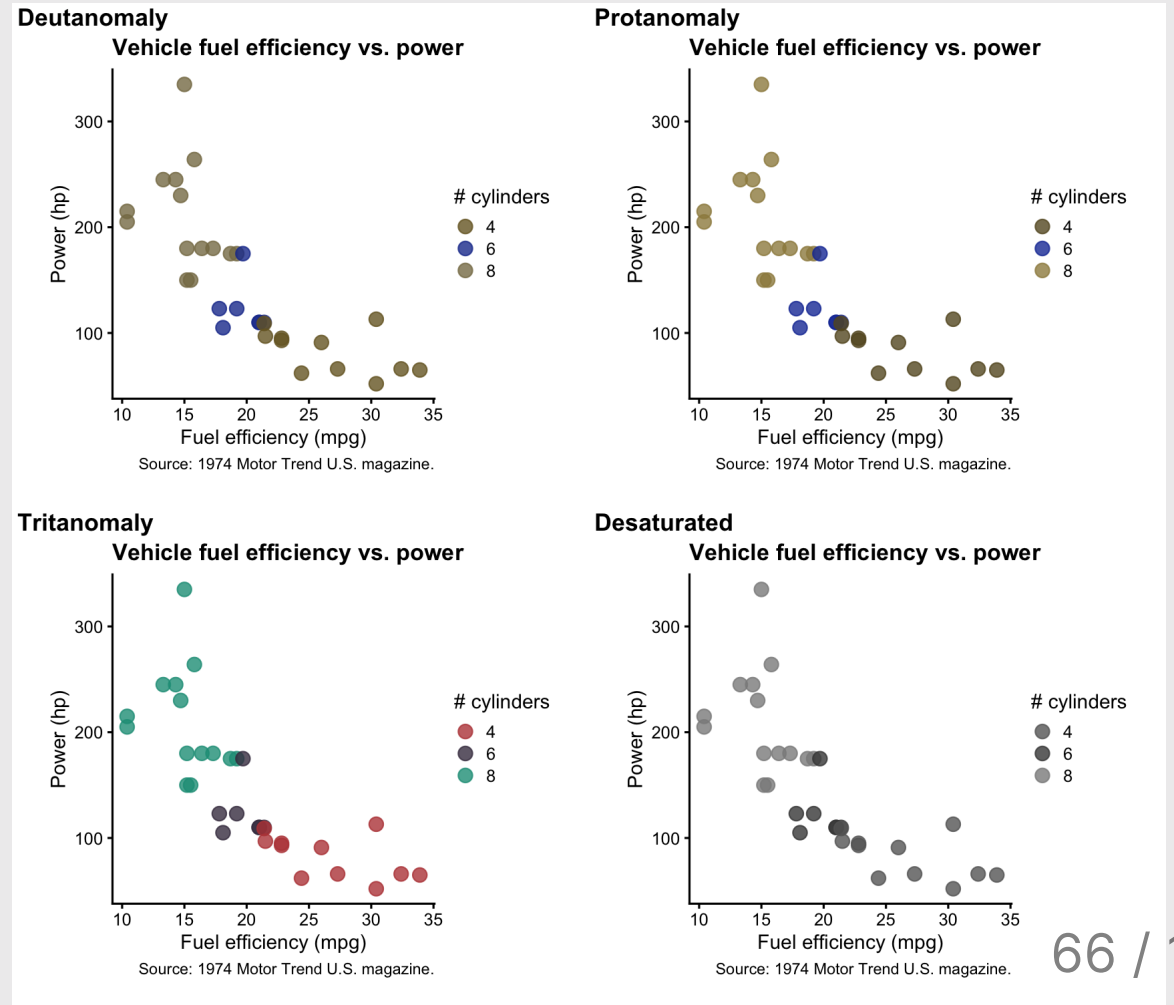 Deutanomaly
Vehicle fuel efficiency vs. power
300
200
100
Power (hp)
10 15 20 25 30 35
Fuel efficiency (mpg)
Source: 1974 Motor Trend U.S. magazine.
# cylinders
4
6
8
Protanomaly
Vehicle fuel efficiency vs. power
300
200
100
Power (hp)
10 15 20 25 30 35
Fuel efficiency (mpg)
Source: 1974 Motor Trend U.S. magazine.
# cylinders
4
6
8
Tritanomaly
Vehicle fuel efficiency vs. power
300
200
100
Power (hp)
10 15 20 25 30 35
Fuel efficiency (mpg)
Source: 1974 Motor Trend U.S. magazine.
# cylinders
4
6
8
Desaturated
Vehicle fuel efficiency vs. power
300
200
100
Power (hp)
10 15 20 25 30 35
Fuel efficiency (mpg)
Source: 1974 Motor Trend U.S. magazine.
# cylinders
4
6
8
66 /